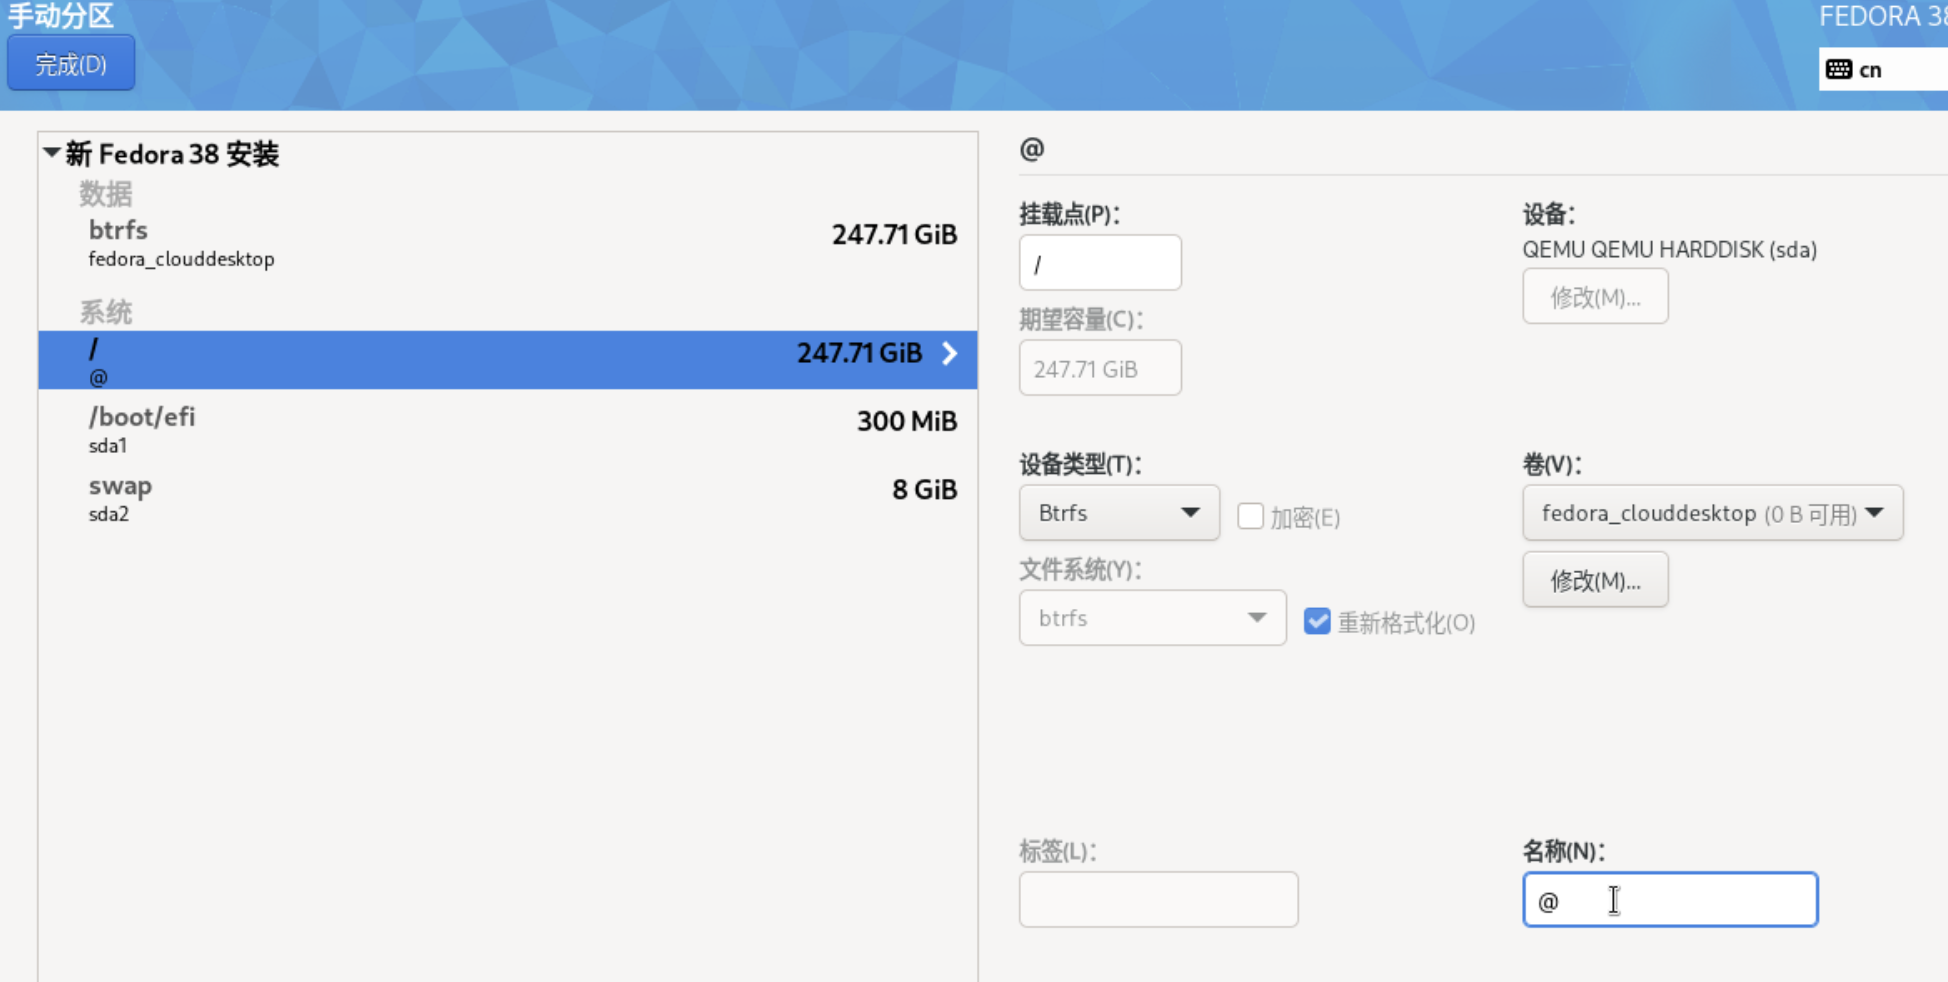 手动分区
FEDORA 38
完成(D)
cn
新 Fedora 38 安装
数据
btrfs
247.71 GiB
fedora_clouddesktop
系统
/
247.71 GiB
@
/boot/efi
300 MiB
sda1
swap
8 GiB
sda2
@
挂载点(P)：
设备：
/
QEMU QEMU HARDDISK (sda)
修改(M)...
期望容量(C)：
247.71 GiB
设备类型(T)：
卷(V)：
Btrfs
加密(E)
fedora_clouddesktop (0 B 可用)
修改(M)...
文件系统(Y)：
btrfs
重新格式化(O)
标签(L)：
名称(N)：
@